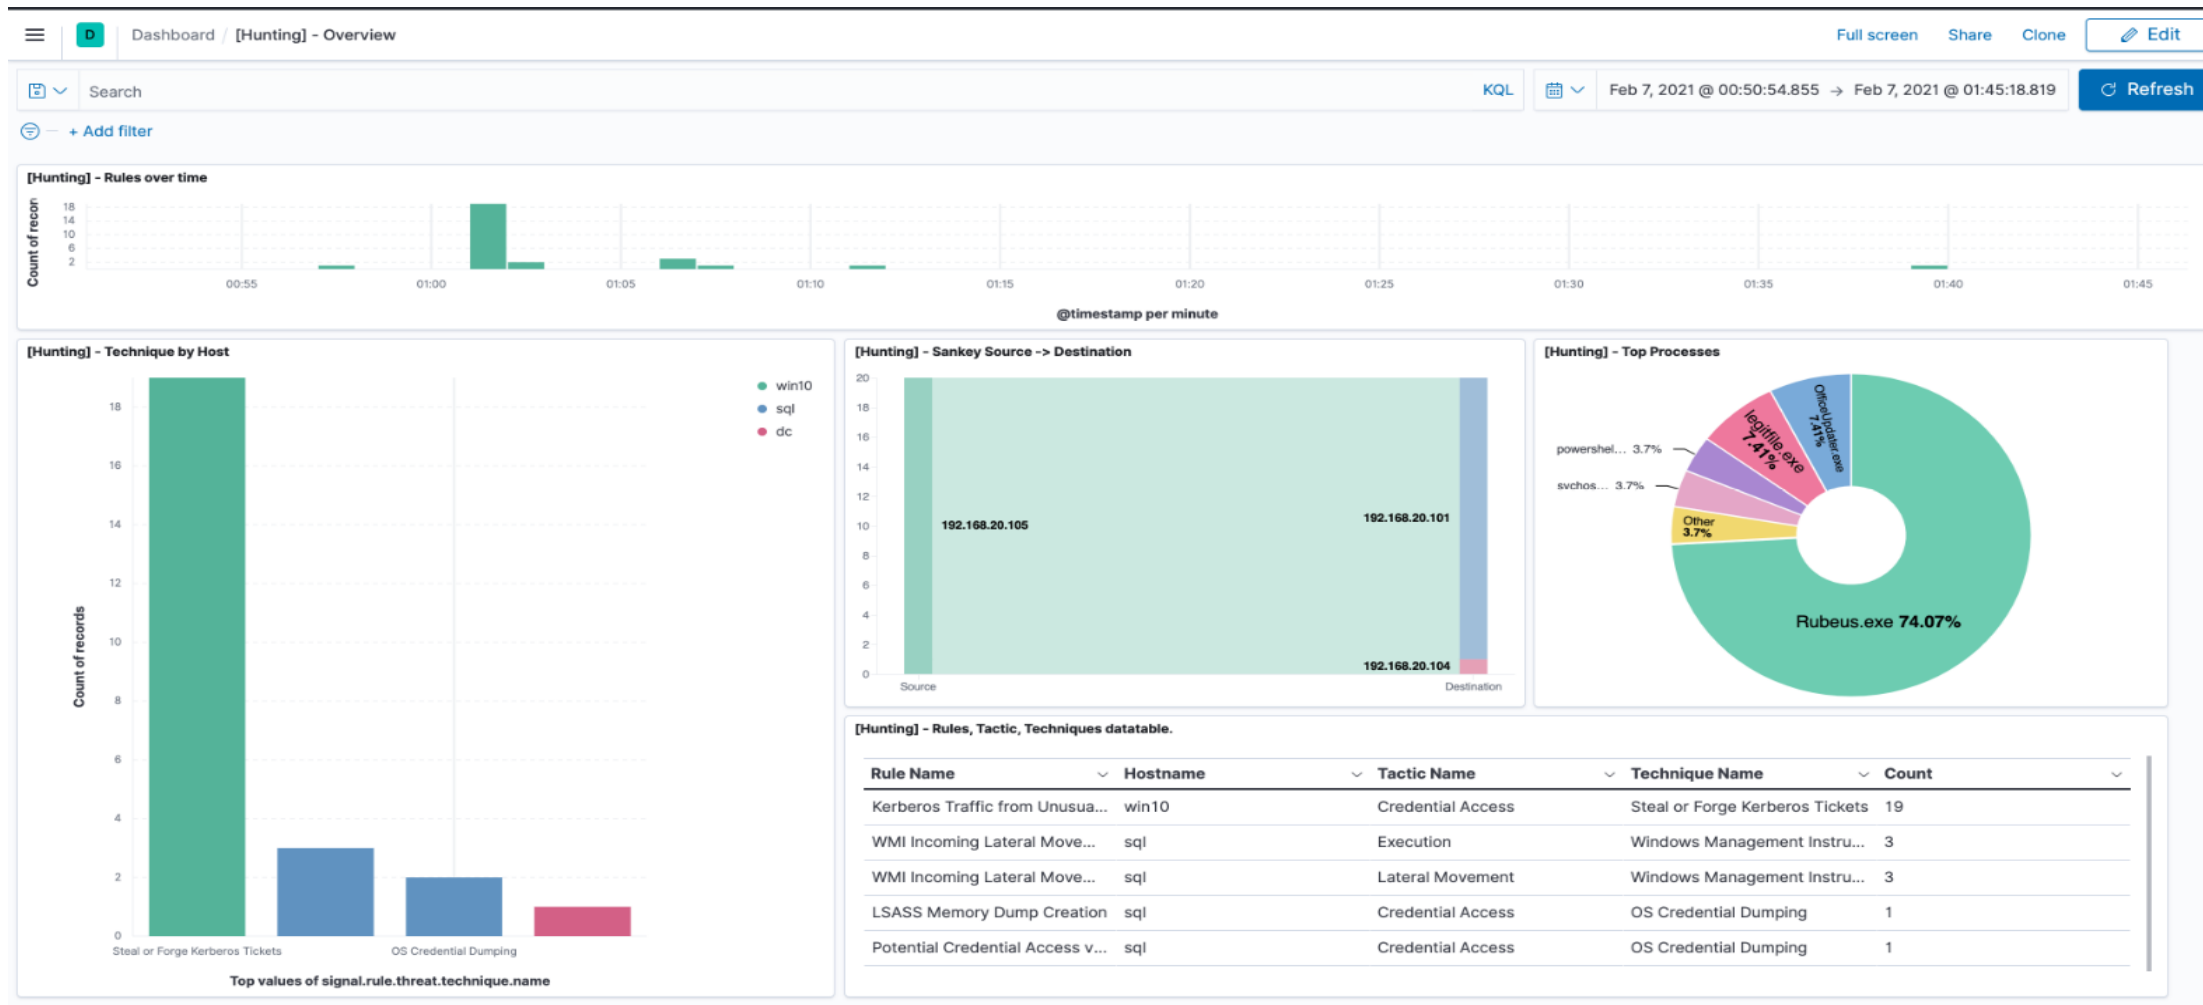 D Dashboard / [Hunting] - Overview Full screen Share Clone Edit
Search KQL Feb 7, 2021 @ 00:50:54.855 → Feb 7, 2021 @ 01:45:18.819 Refresh
+ Add filter
[Hunting] - Rules over time
Count of recor
18
14
10
6
2
00:55 01:00 01:05 01:10 01:15 01:20 01:25 01:30 01:35 01:40 01:45
@timestamp per minute
[Hunting] - Technique by Host
win10
sql
dc
Count of records
18
16
14
12
10
8
6
4
2
0
Steal or Forge Kerberos Tickets OS Credential Dumping
Top values of signal.rule.threat.technique.name
[Hunting] - Sankey Source -> Destination
20
18
16
14
12
10
8
6
4
2
0
192.168.20.105
192.168.20.101
192.168.20.104
Source Destination
[Hunting] - Top Processes
OfficeUpdater.exe
7.41%
legitfile.exe
7.41%
powershel... 3.7%
svchos... 3.7%
Other
3.7%
Rubeus.exe 74.07%
[Hunting] - Rules, Tactic, Techniques datatable.
Rule Name Hostname Tactic Name Technique Name Count
Kerberos Traffic from Unusua... win10 Credential Access Steal or Forge Kerberos Tickets 19
WMI Incoming Lateral Move... sql Execution Windows Management Instru... 3
WMI Incoming Lateral Move... sql Lateral Movement Windows Management Instru... 3
LSASS Memory Dump Creation sql Credential Access OS Credential Dumping 1
Potential Credential Access v... sql Credential Access OS Credential Dumping 1